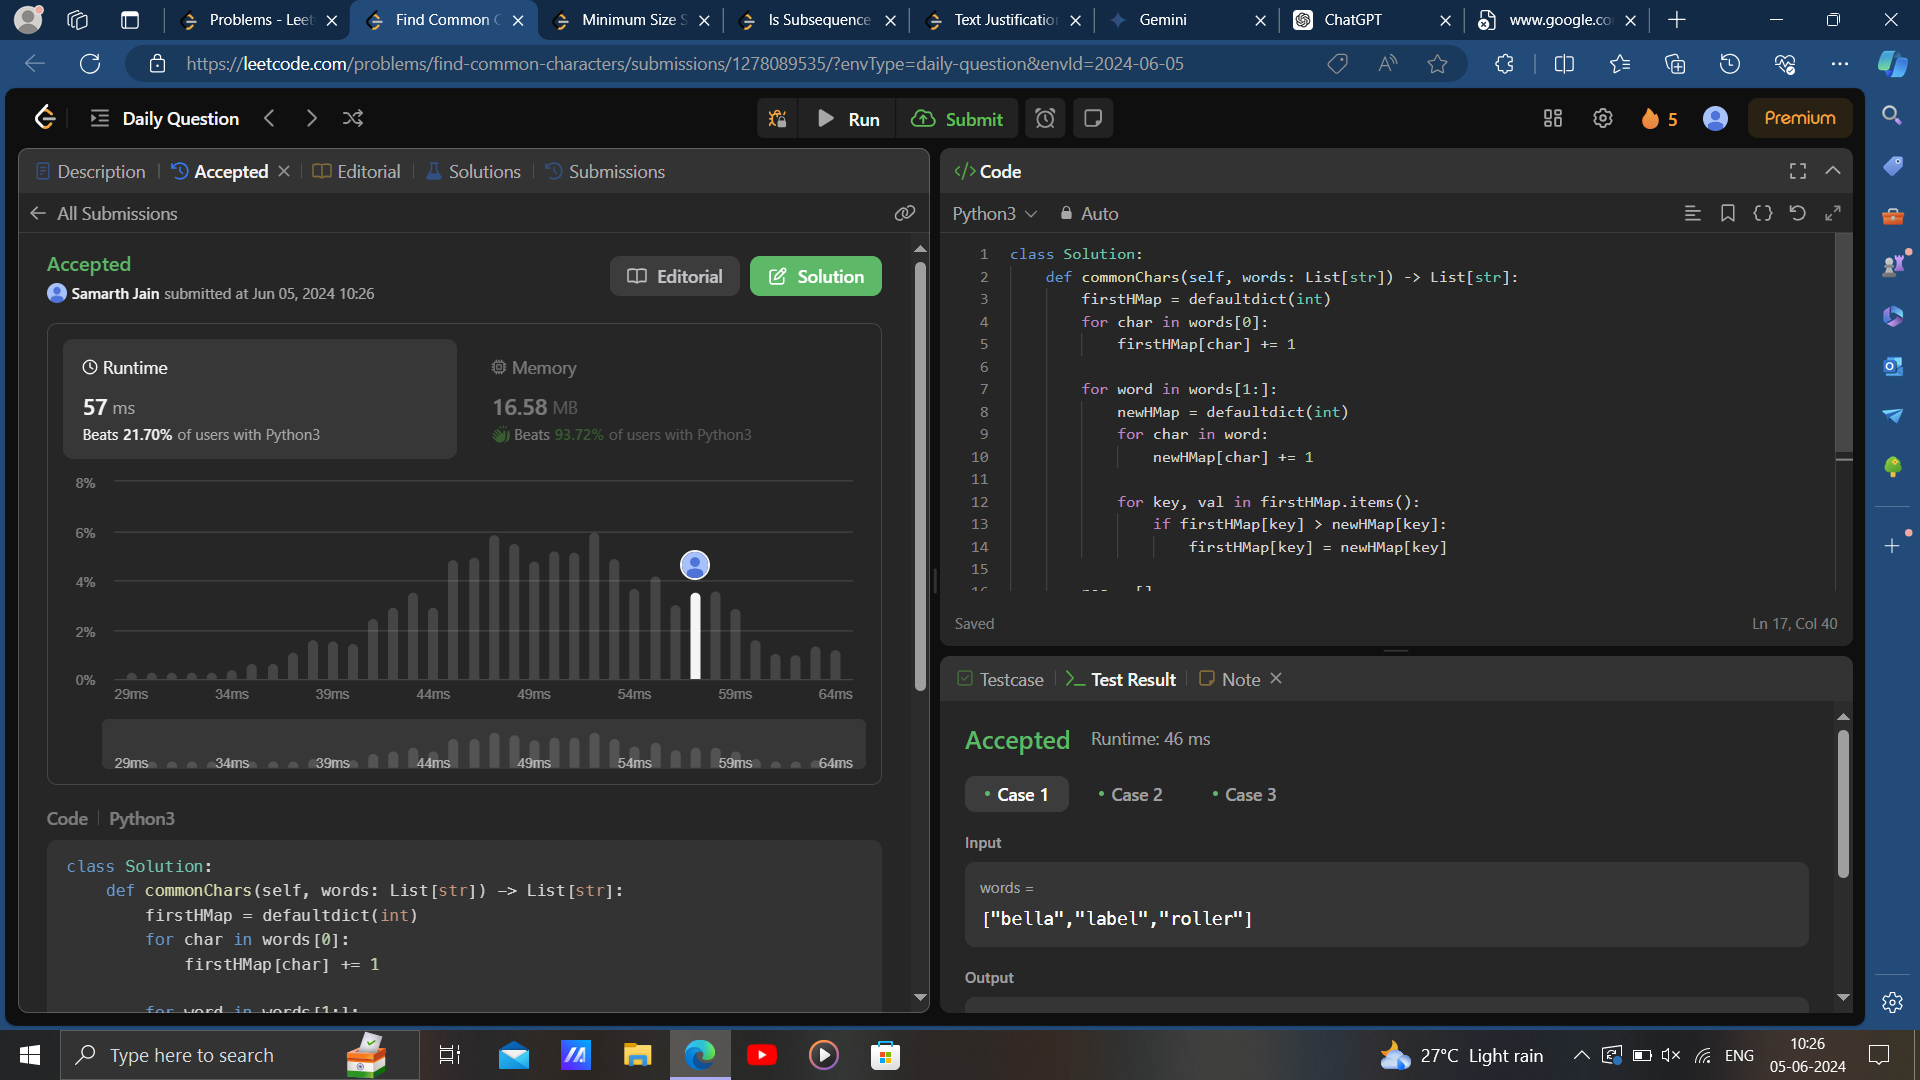 Problems - Leet
Find Common C
Minimum Size S
Is Subsequence
Text Justificatio
Gemini
ChatGPT
www.google.co
https://leetcode.com/problems/find-common-characters/submissions/1278089535/?envType=daily-question&envId=2024-06-05
Daily Question
Run
Submit
5
Premium
Description
Accepted
Editorial
Solutions
Submissions
All Submissions
Accepted
Samarth Jain submitted at Jun 05, 2024 10:26
Editorial
Solution
Runtime
57 ms
Beats 21.70% of users with Python3
Memory
16.58 MB
Beats 93.72% of users with Python3
8%
6%
4%
2%
0%
29ms 34ms 39ms 44ms 49ms 54ms 59ms 64ms
29ms 34ms 39ms 44ms 49ms 54ms 59ms 64ms
Code | Python3
class Solution:
    def commonChars(self, words: List[str]) -> List[str]:
        firstHMap = defaultdict(int)
        for char in words[0]:
            firstHMap[char] += 1
        for word in words[1:]:
</> Code
Python3
Auto
1 class Solution:
2     def commonChars(self, words: List[str]) -> List[str]:
3         firstHMap = defaultdict(int)
4         for char in words[0]:
5             firstHMap[char] += 1
6
7         for word in words[1:]:
8             newHMap = defaultdict(int)
9             for char in word:
10                 newHMap[char] += 1
11
12             for key, val in firstHMap.items():
13                 if firstHMap[key] > newHMap[key]:
14                     firstHMap[key] = newHMap[key]
15
16
Saved
Ln 17, Col 40
Testcase
Test Result
Note
Accepted
Runtime: 46 ms
Case 1
Case 2
Case 3
Input
words =
["bella","label","roller"]
Output
Type here to search
27°C Light rain
ENG
10:26
05-06-2024